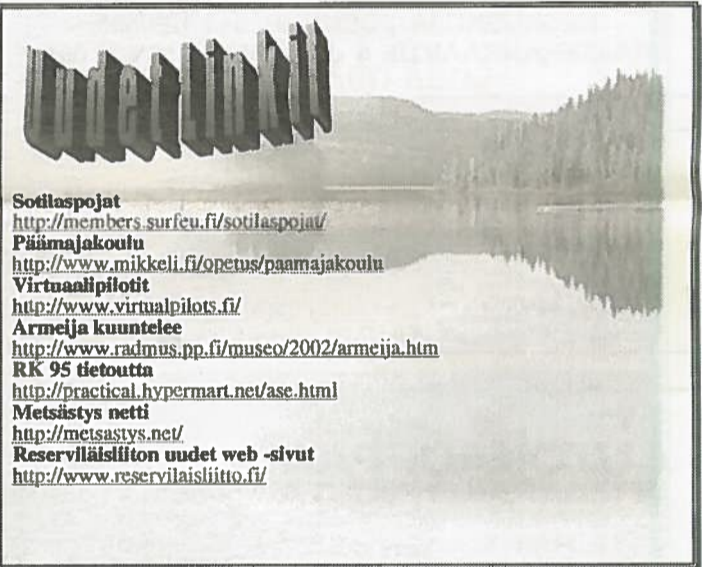 Uudet Linkit
Sotilaspojat
http://members.surfeu.fi/sotilaspojat/
Päämajakoulu
http://www.mikkeli.fi/opetus/paamajakoulu
Virtuaalipilotit
http://www.virtualpilots.fi/
Armeija kuuntelee
http://www.radmus.pp.fi/museo/2002/armeija.htm
RK 95 tietoutta
http://practical.hypermart.net/ase.html
Metsästys netti
http://metsastys.net/
Reserviläisliiton uudet web -sivut
http://www.reservilaisliitto.fi/